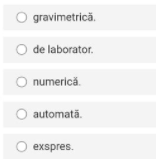 gravimetrică.
de laborator.
numerică.
automată.
exspres.